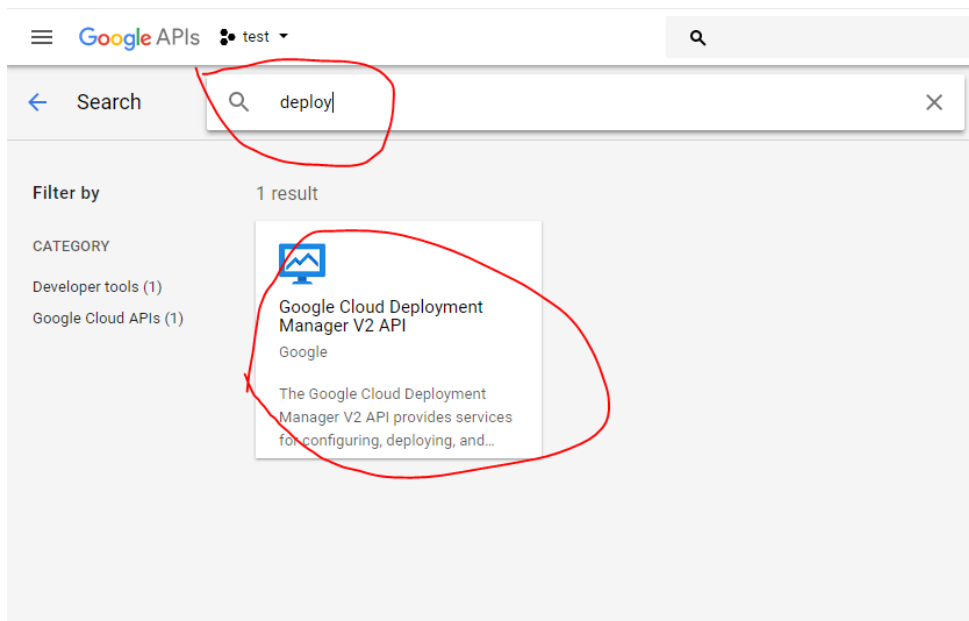 Google APIs test
Search deploy
Filter by
1 result
CATEGORY
Developer tools (1)
Google Cloud APIs (1)
Google Cloud Deployment
Manager V2 API
Google
The Google Cloud Deployment
Manager V2 API provides services
for configuring, deploying, and...